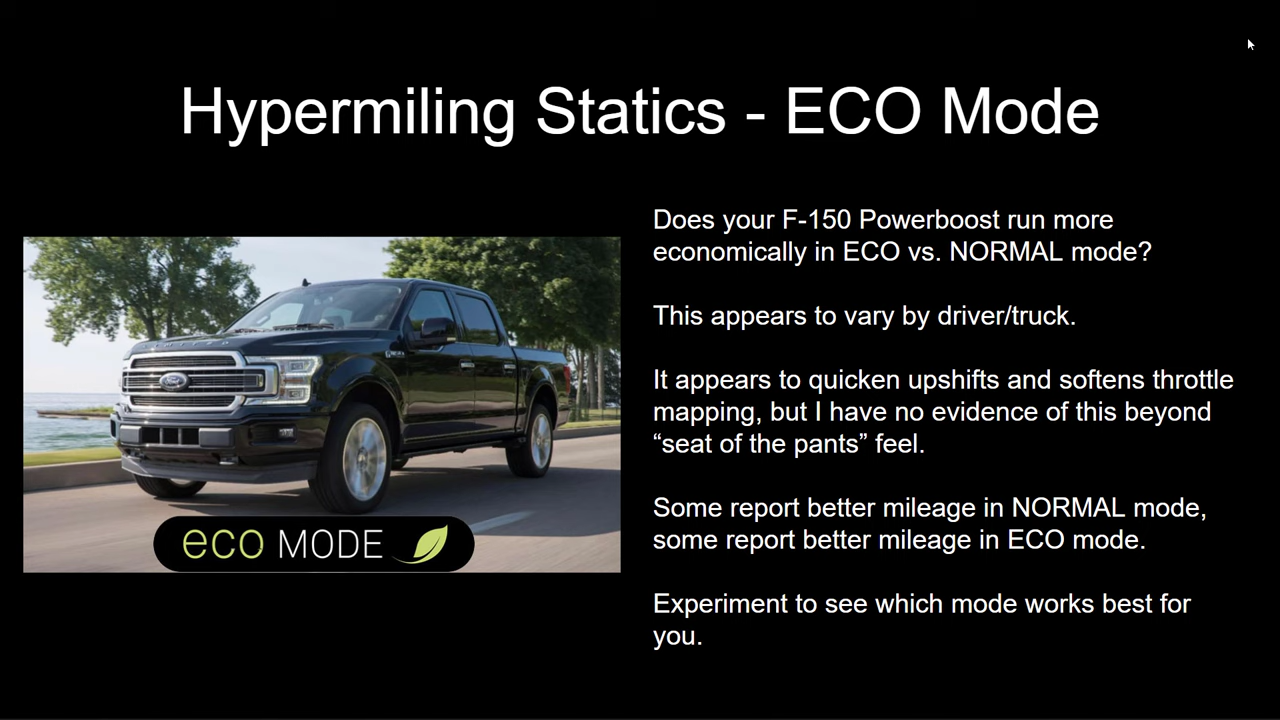 Hypermiling Statics - ECO Mode
Does your F-150 Powerboost run more
economically in ECO vs. NORMAL mode?
This appears to vary by driver/truck.
It appears to quicken upshifts and softens throttle
mapping, but I have no evidence of this beyond
“seat of the pants” feel.
Some report better mileage in NORMAL mode,
some report better mileage in ECO mode.
Experiment to see which mode works best for
you.
LIMITED
Ford
eco MODE